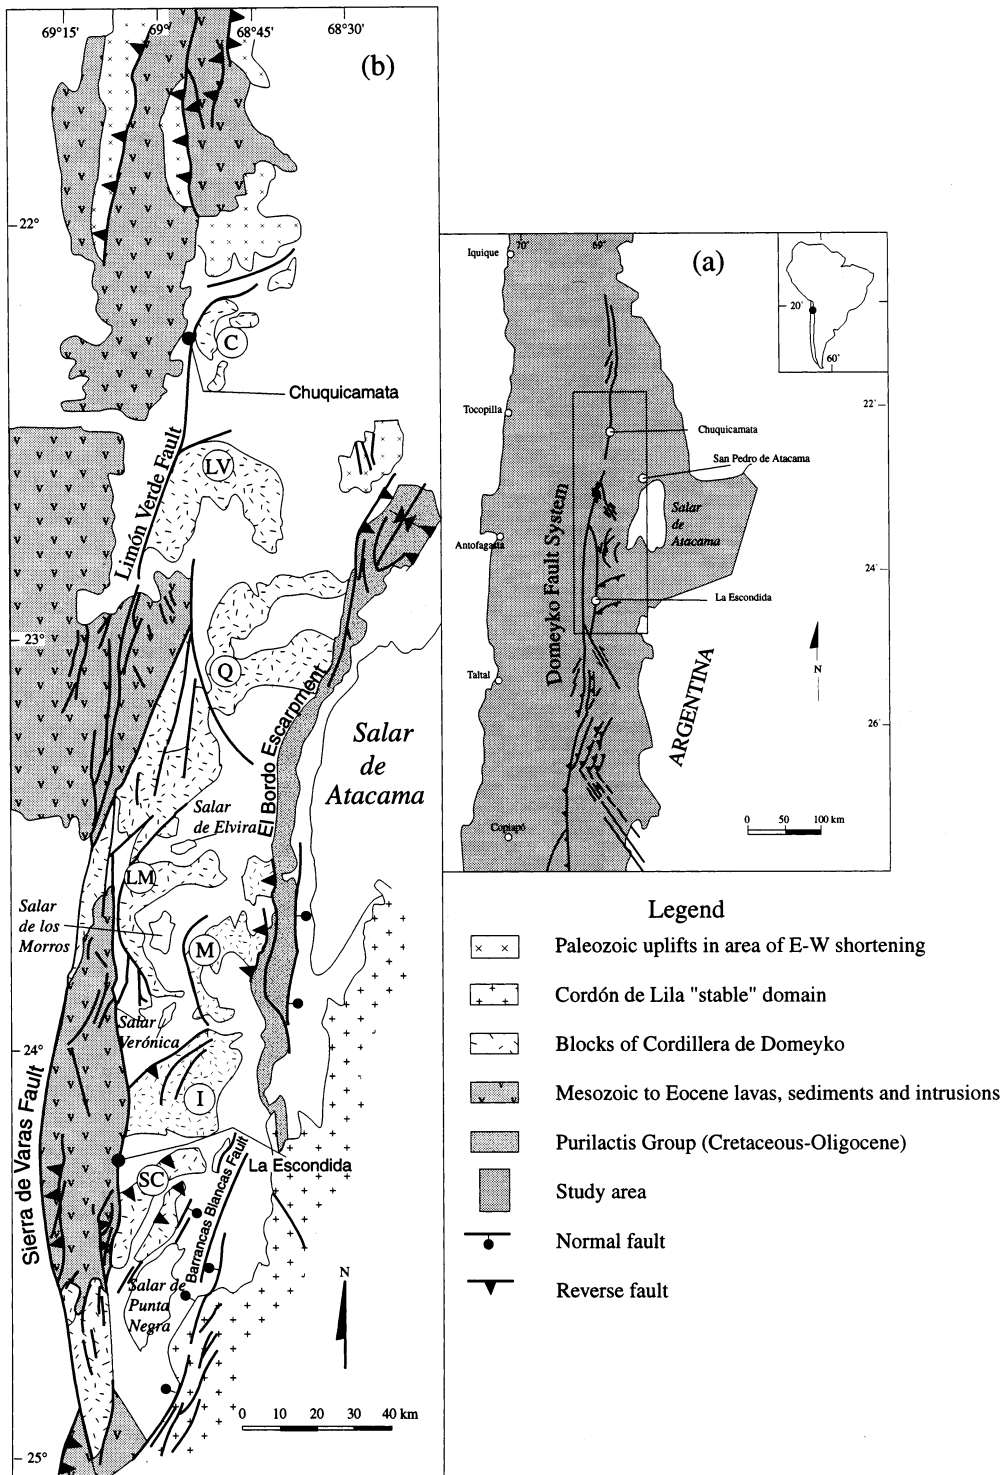 69°15'
69°
68°45'
68°30'
(b)
22°
C
Chuquicamata
Limón Verde Fault
LV
23°
Q
El Bordo Escarpment
Salar
de
Atacama
Salar
de Elvira
LM
Salar
de los
Morros
M
Salar
Verónica
24°
I
Sierra de Varas Fault
La Escondida
SC
Barrancas Blancas Fault
Salar de
Punta
Negra
N
0 10 20 30 40 km
25°
70°
69°
(a)
Iquique
20°
60°
22°
Tocopilla
Chuquicamata
San Pedro de Atacama
Salar
de
Atacama
Domeyko Fault System
Antofagasta
24°
La Escondida
N
Taltal
ARGENTINA
26°
Copiapó
0 50 100 km
Legend
Paleozoic uplifts in area of E-W shortening
Cordón de Lila "stable" domain
Blocks of Cordillera de Domeyko
Mesozoic to Eocene lavas, sediments and intrusions
Purilactis Group (Cretaceous-Oligocene)
Study area
Normal fault
Reverse fault